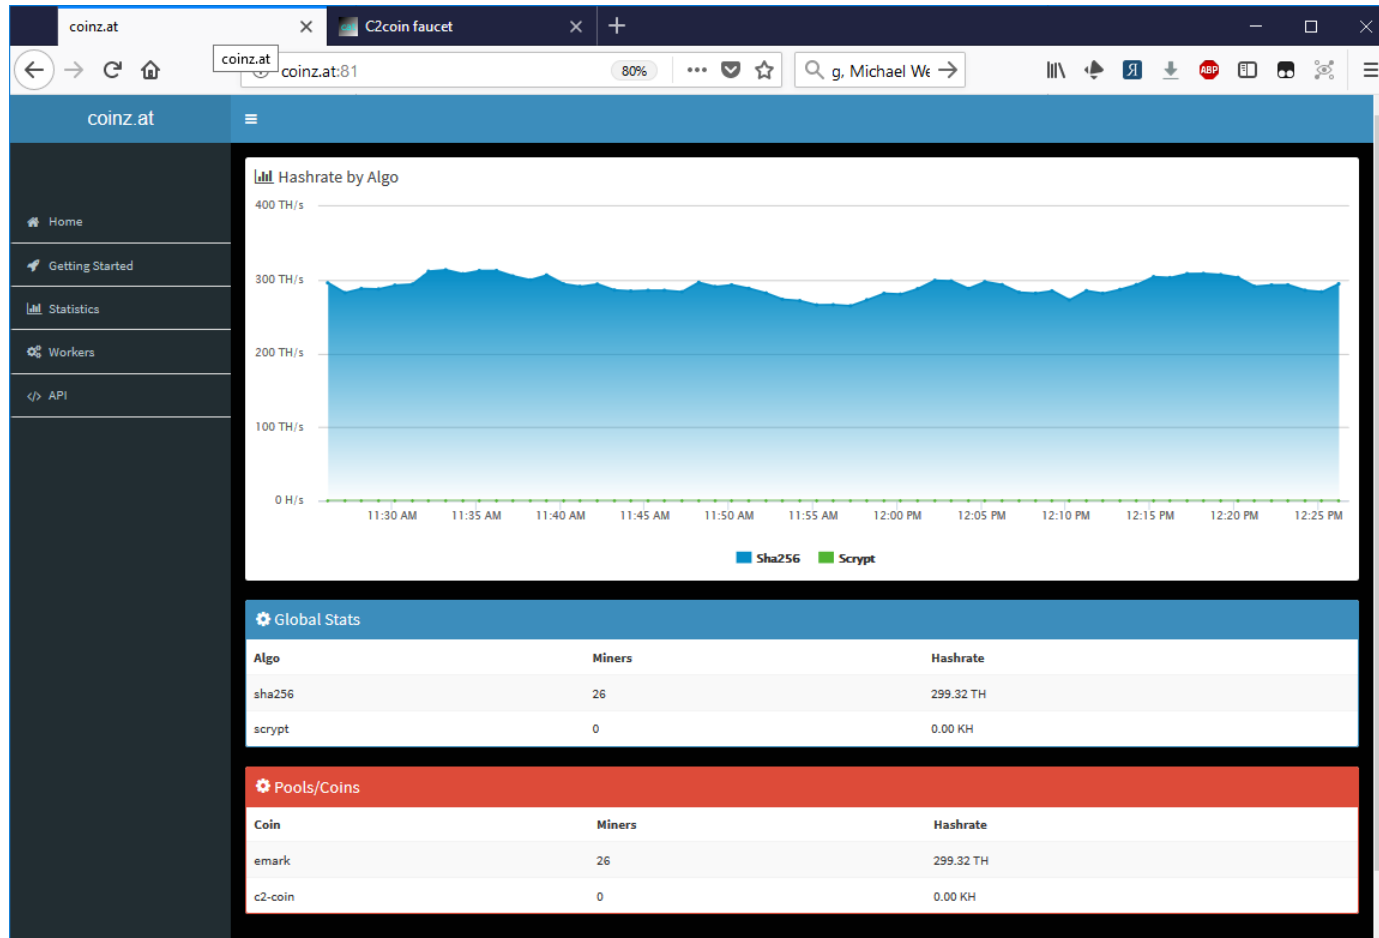 coinz.at
C2coin faucet
coinz.at
coinz.at:81
80%
g, Michael We
Я
ABP
coinz.at
Hashrate by Algo
400 TH/s
300 TH/s
200 TH/s
100 TH/s
0 H/s
11:30 AM 11:35 AM 11:40 AM 11:45 AM 11:50 AM 11:55 AM 12:00 PM 12:05 PM 12:10 PM 12:15 PM 12:20 PM 12:25 PM
Sha256 Scrypt
Home
Getting Started
Statistics
Workers
API
Global Stats
Algo Miners Hashrate
sha256 26 299.32 TH
scrypt 0 0.00 KH
Pools/Coins
Coin Miners Hashrate
emark 26 299.32 TH
c2-coin 0 0.00 KH